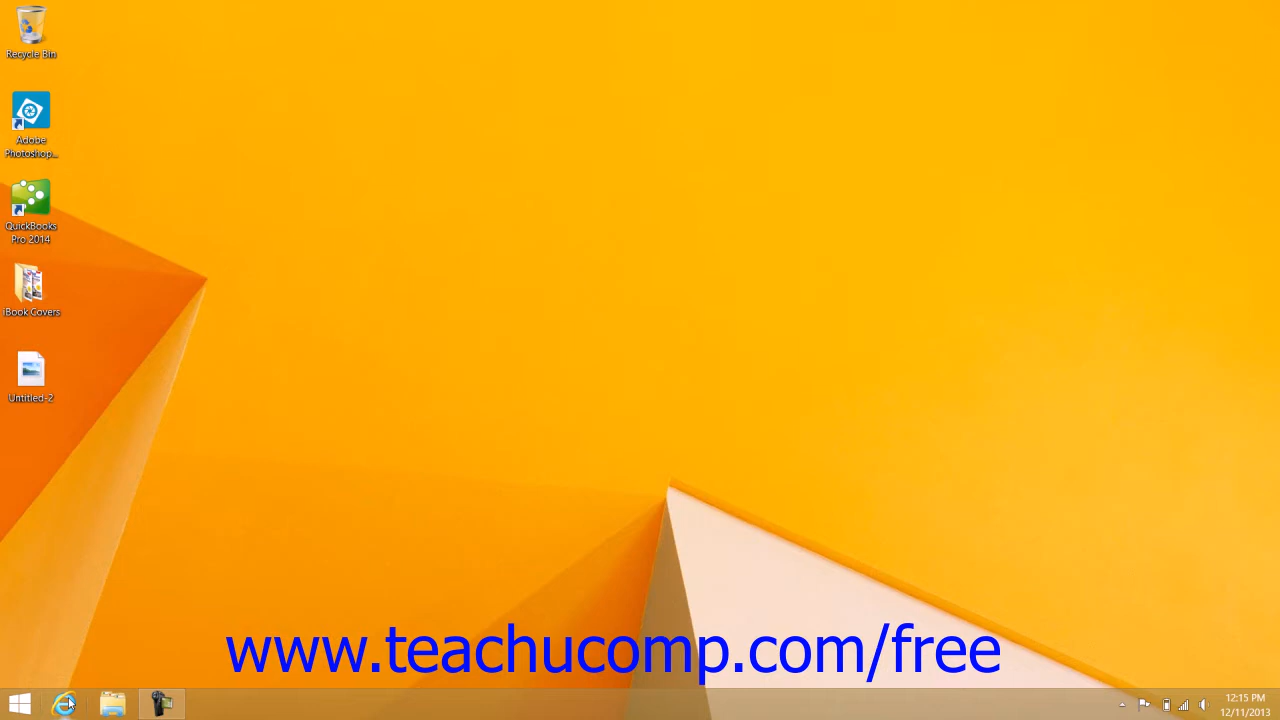 Recycle Bin
Adobe
Photoshop...
QuickBooks
Pro 2014
iBook Covers
Untitled-2
www.teachucomp.com/free
12:15 PM
12/11/2013